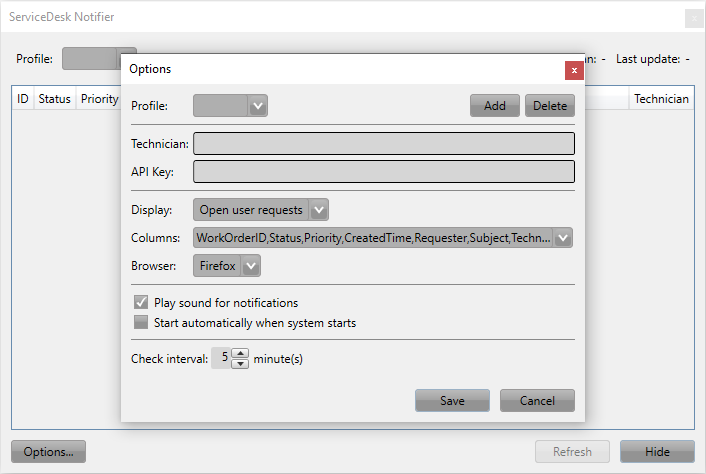 ServiceDesk Notifier
x
Profile:
n: - Last update: -
ID Status Priority Technician
Options
x
Profile: Add Delete
Technician:
API Key:
Display: Open user requests
Columns: WorkOrderID,Status,Priority,CreatedTime,Requester,Subject,Techn...
Browser: Firefox
Play sound for notifications
Start automatically when system starts
Check interval: 5 minute(s)
Save Cancel
Options... Refresh Hide